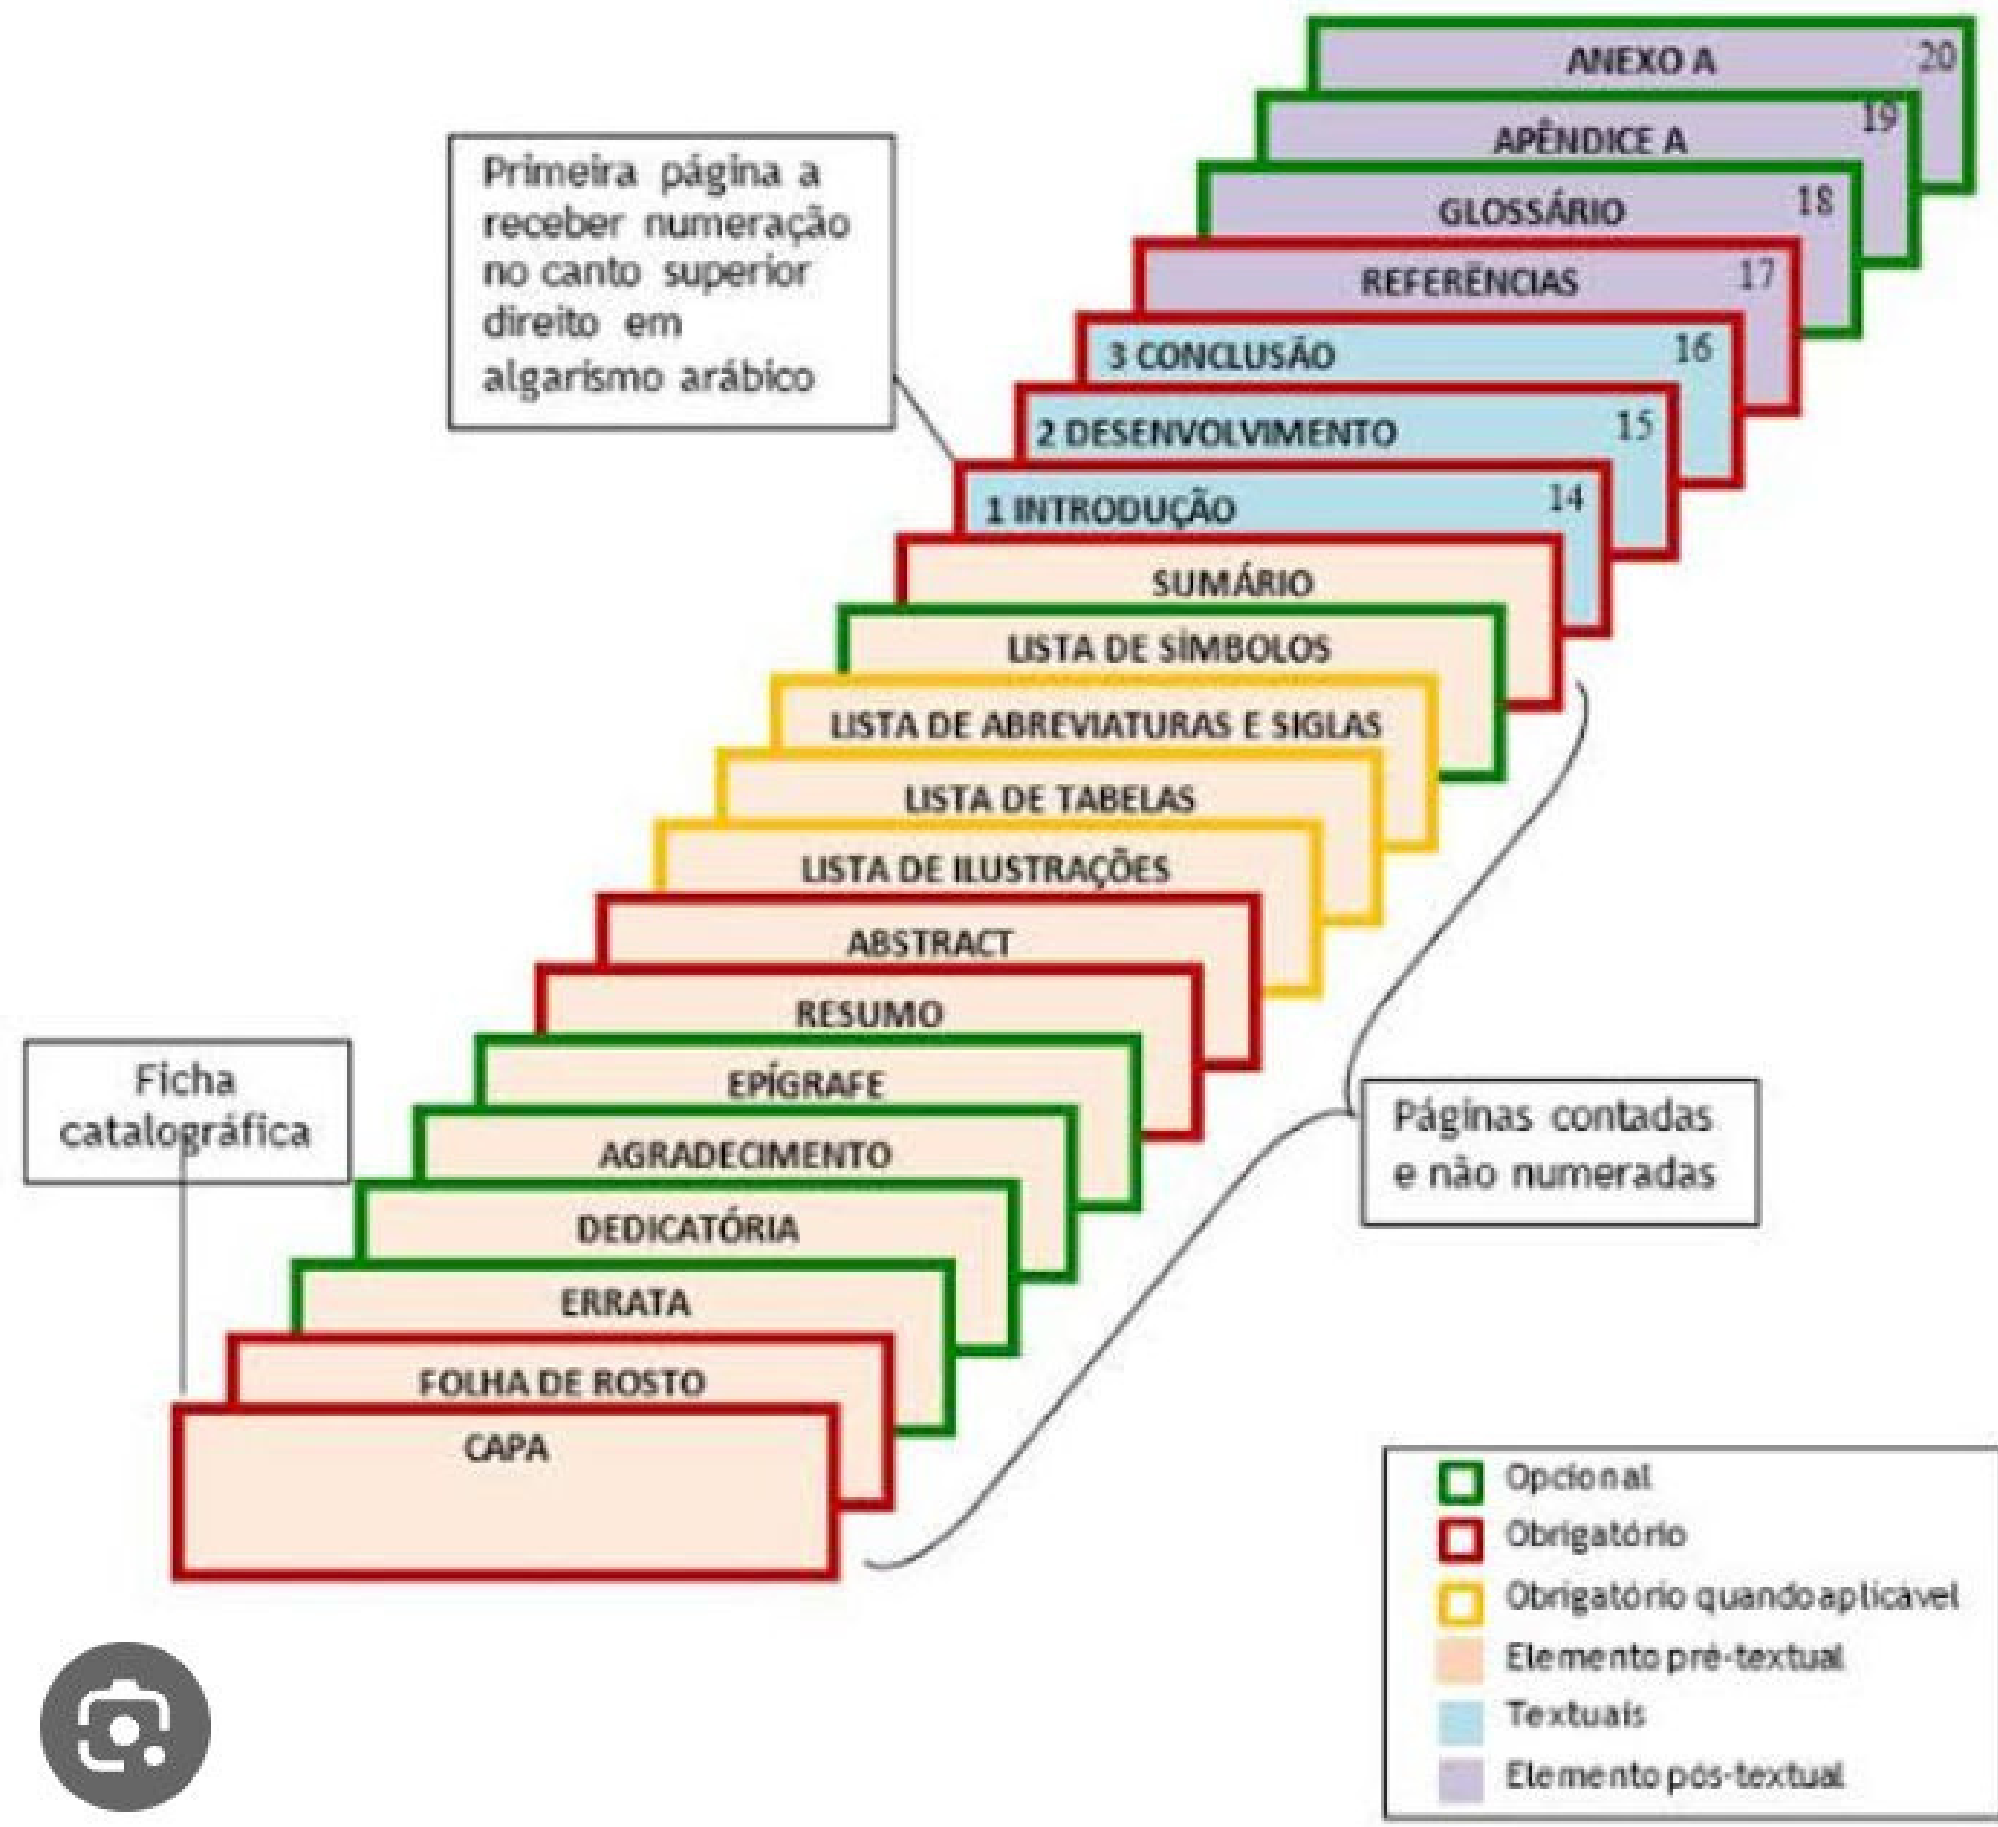 ANEXO A 20
APÊNDICE A 19
GLOSSÁRIO 18
REFERÊNCIAS 17
3 CONCLUSÃO 16
2 DESENVOLVIMENTO 15
1 INTRODUÇÃO 14
SUMÁRIO
LISTA DE SÍMBOLOS
LISTA DE ABREVIATURAS E SIGLAS
LISTA DE TABELAS
LISTA DE ILUSTRAÇÕES
ABSTRACT
RESUMO
EPÍGRAFE
AGRADECIMENTO
DEDICATÓRIA
ERRATA
FOLHA DE ROSTO
CAPA
Primeira página a
receber numeração
no canto superior
direito em
algarismo arábico
Ficha
catalográfica
Páginas contadas
e não numeradas
Opcional
Obrigatório
Obrigatório quando aplicável
Elemento pré-textual
Textuais
Elemento pós-textual